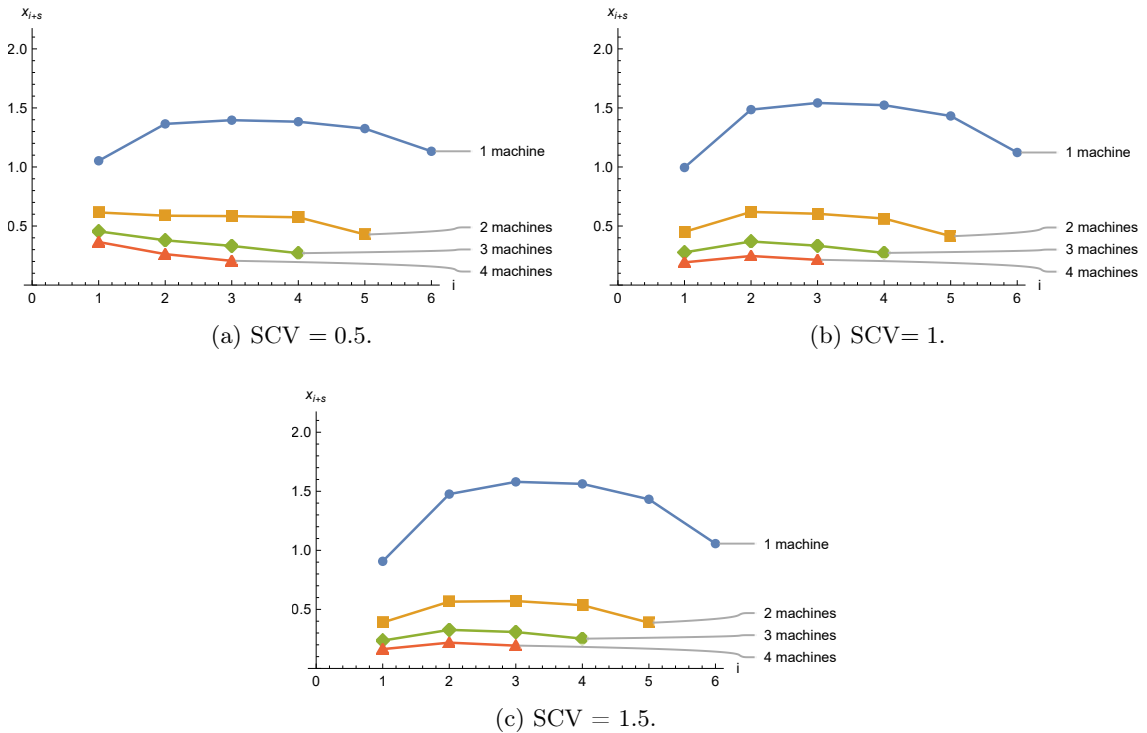 x_{i+s}
2.0
1.5
1.0
0.5
0 1 2 3 4 5 6 i
1 machine
2 machines
3 machines
4 machines
(a) SCV = 0.5.
x_{i+s}
2.0
1.5
1.0
0.5
0 1 2 3 4 5 6 i
1 machine
2 machines
3 machines
4 machines
(b) SCV= 1.
x_{i+s}
2.0
1.5
1.0
0.5
0 1 2 3 4 5 6 i
1 machine
2 machines
3 machines
4 machines
(c) SCV = 1.5.